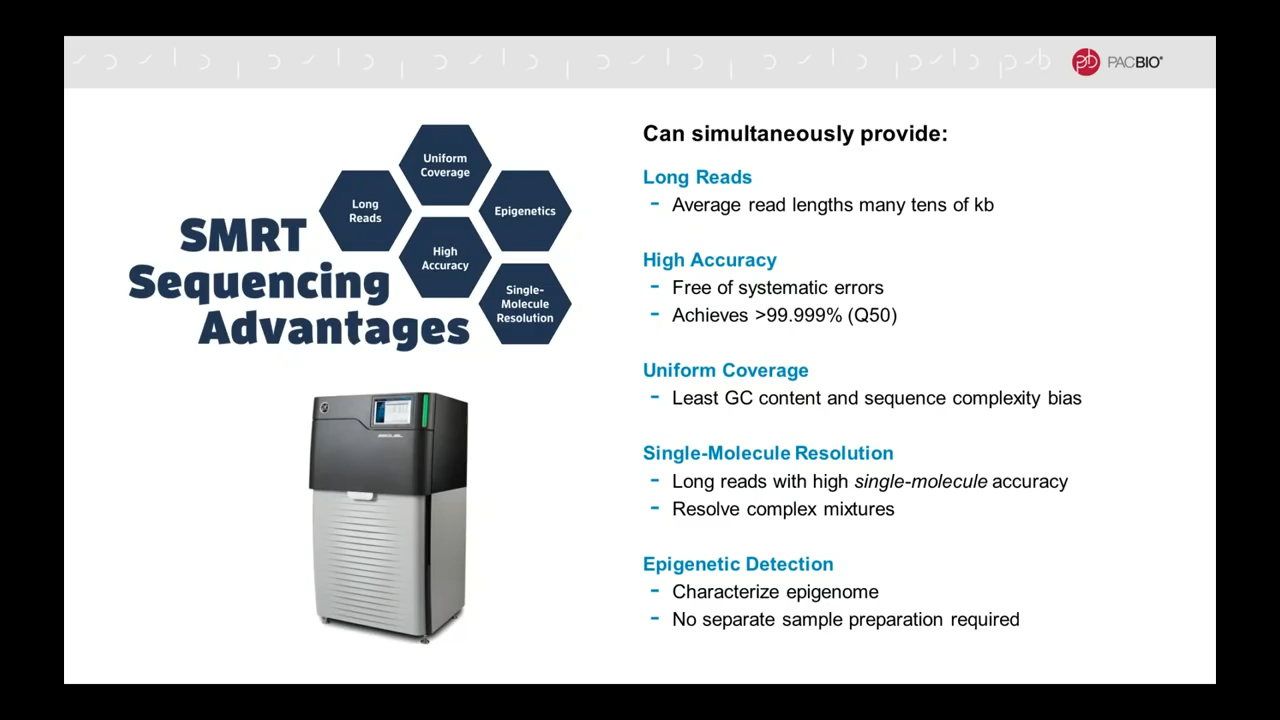 PACBIO®
Uniform
Coverage
Long
Reads
Epigenetics
High
Accuracy
Single-
Molecule
Resolution
SMRT
Sequencing
Advantages
Can simultaneously provide:
Long Reads
- Average read lengths many tens of kb
High Accuracy
- Free of systematic errors
- Achieves >99.999% (Q50)
Uniform Coverage
- Least GC content and sequence complexity bias
Single-Molecule Resolution
- Long reads with high single-molecule accuracy
- Resolve complex mixtures
Epigenetic Detection
- Characterize epigenome
- No separate sample preparation required